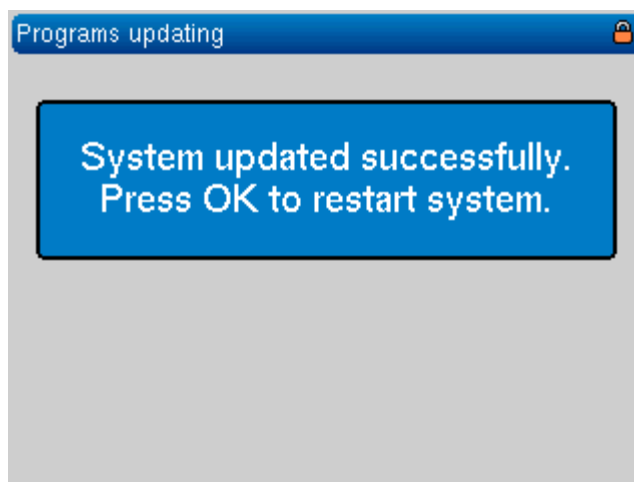 Programs updating
System updated successfully.
Press OK to restart system.